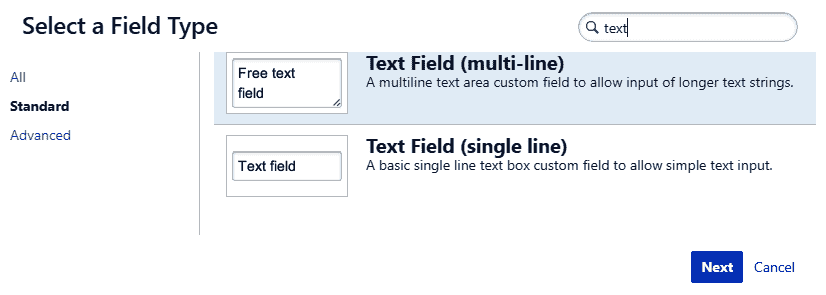 Select a Field Type
text
All
Standard
Advanced
Free text
field
Text Field (multi-line)
A multiline text area custom field to allow input of longer text strings.
Text field
Text Field (single line)
A basic single line text box custom field to allow simple text input.
Next
Cancel